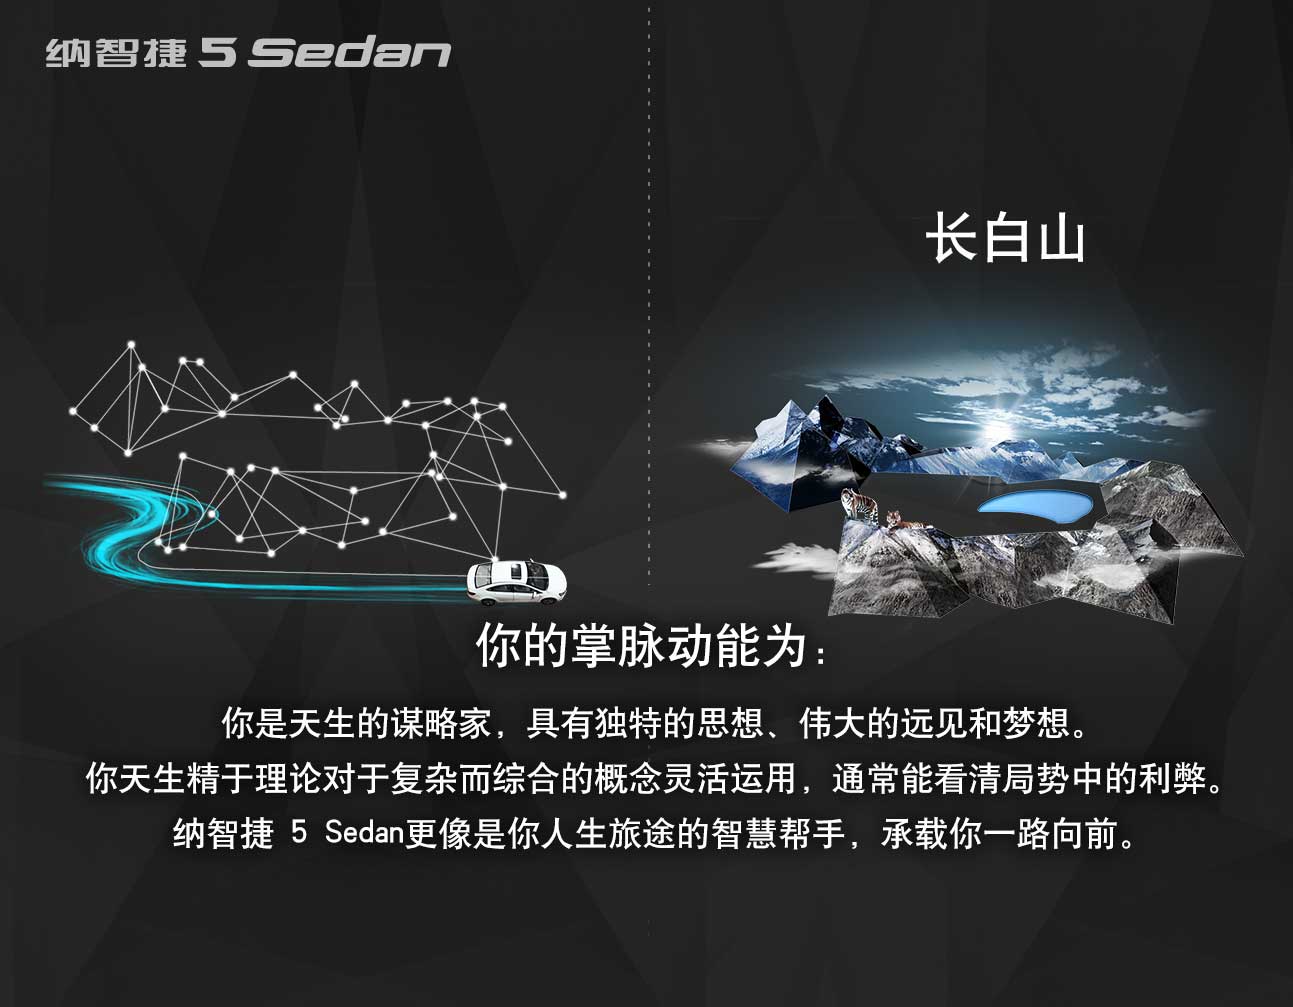 纳智捷 5 Sedan
长白山
你的掌脉动能为：
你是天生的谋略家，具有独特的思想、伟大的远见和梦想。
你天生精于理论对于复杂而综合的概念灵活运用，通常能看清局势中的利弊。
纳智捷 5 Sedan更像是你人生旅途的智慧帮手，承载你一路向前。